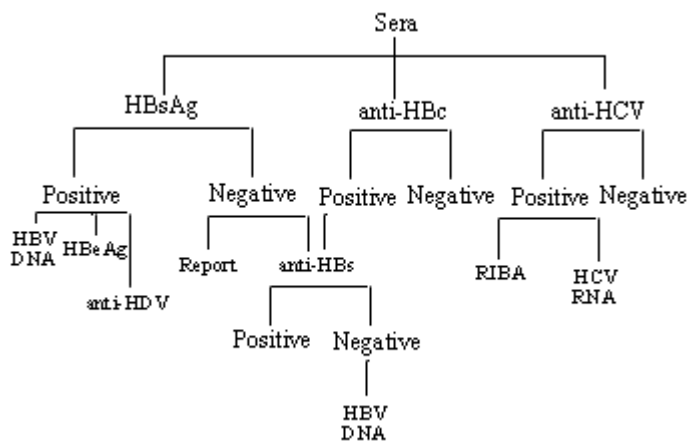 Sera
HBsAg anti-HBc anti-HCV
Positive Negative Positive Negative Positive Negative
HBV
DNA
HBeAg
anti-HDV
Report
anti-HBs
RIBA
HCV
RNA
Positive Negative
HBV
DNA